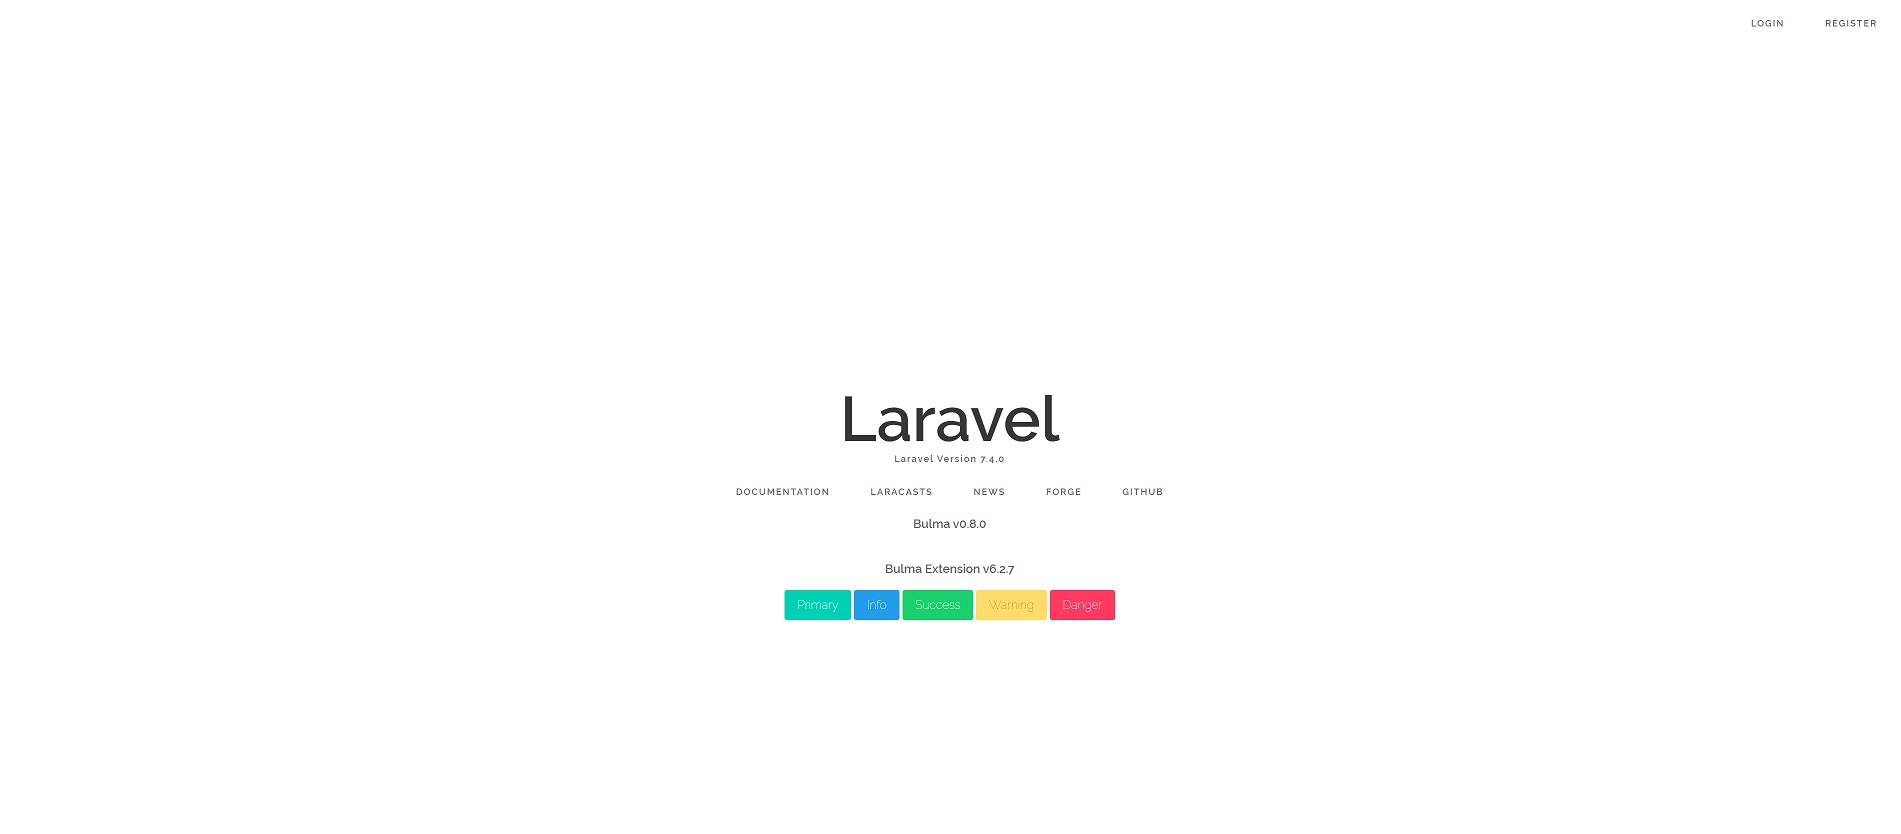 LOGIN REGISTER
Laravel
Laravel Version 7.4.0
DOCUMENTATION LARACASTS NEWS FORGE GITHUB
Bulma v0.8.0
Bulma Extension v6.2.7
Primary Info Success Warning Danger